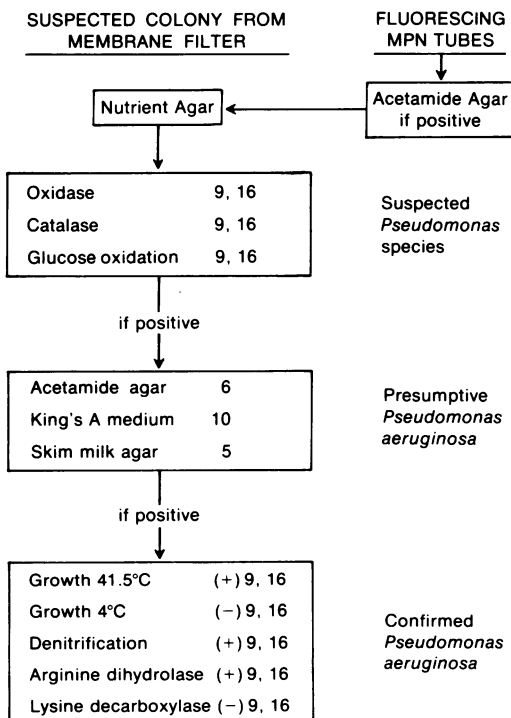 SUSPECTED COLONY FROM
MEMBRANE FILTER
FLUORESCING
MPN TUBES
Nutrient Agar
Acetamide Agar
if positive
Oxidase 9, 16
Catalase 9, 16
Glucose oxidation 9, 16
Suspected
Pseudomonas
species
if positive
Acetamide agar 6
King's A medium 10
Skim milk agar 5
Presumptive
Pseudomonas
aeruginosa
if positive
Growth 41.5°C (+) 9, 16
Growth 4°C (−) 9, 16
Denitrification (+) 9, 16
Arginine dihydrolase (+) 9, 16
Lysine decarboxylase (−) 9, 16
Confirmed
Pseudomonas
aeruginosa